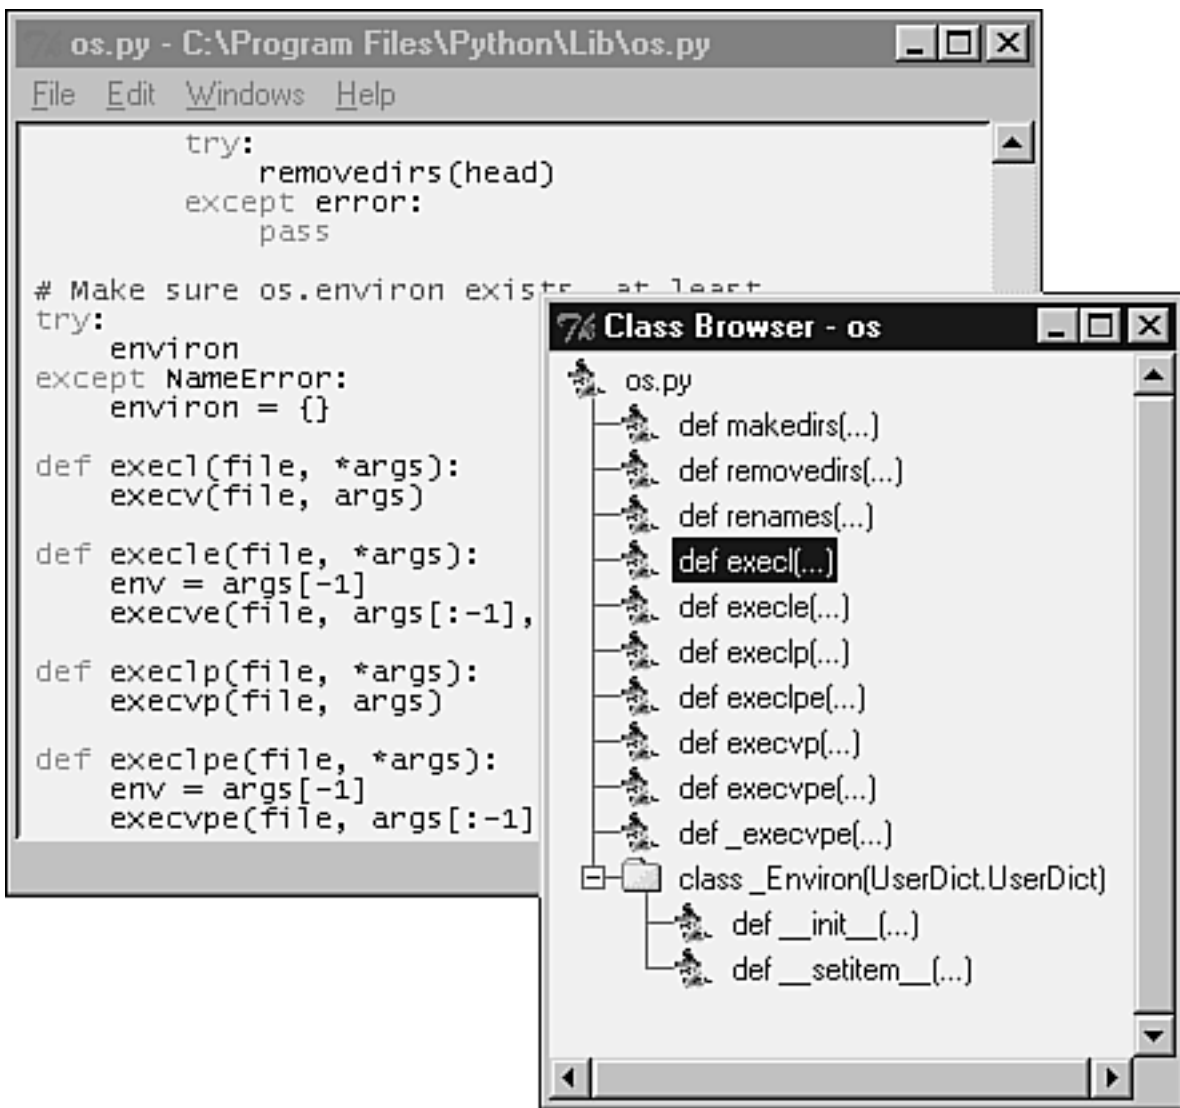 os.py - C:\Program Files\Python\Lib\os.py
File Edit Windows Help
try:
removedirs(head)
except error:
pass
# Make sure os.environ exists at least
try:
environ
except NameError:
environ = {}
def execl(file, *args):
execv(file, args)
def execle(file, *args):
env = args[-1]
execve(file, args[:-1],
def execlp(file, *args):
execvp(file, args)
def execlpe(file, *args):
env = args[-1]
execvpe(file, args[:-1]
Class Browser - os
os.py
def makedirs(...)
def removedirs(...)
def renames(...)
def execl(...)
def execle(...)
def execlp(...)
def execlpe(...)
def execvp(...)
def execvpe(...)
def _execvpe(...)
class _Environ(UserDict.UserDict)
def __init__(...)
def __setitem__(...)